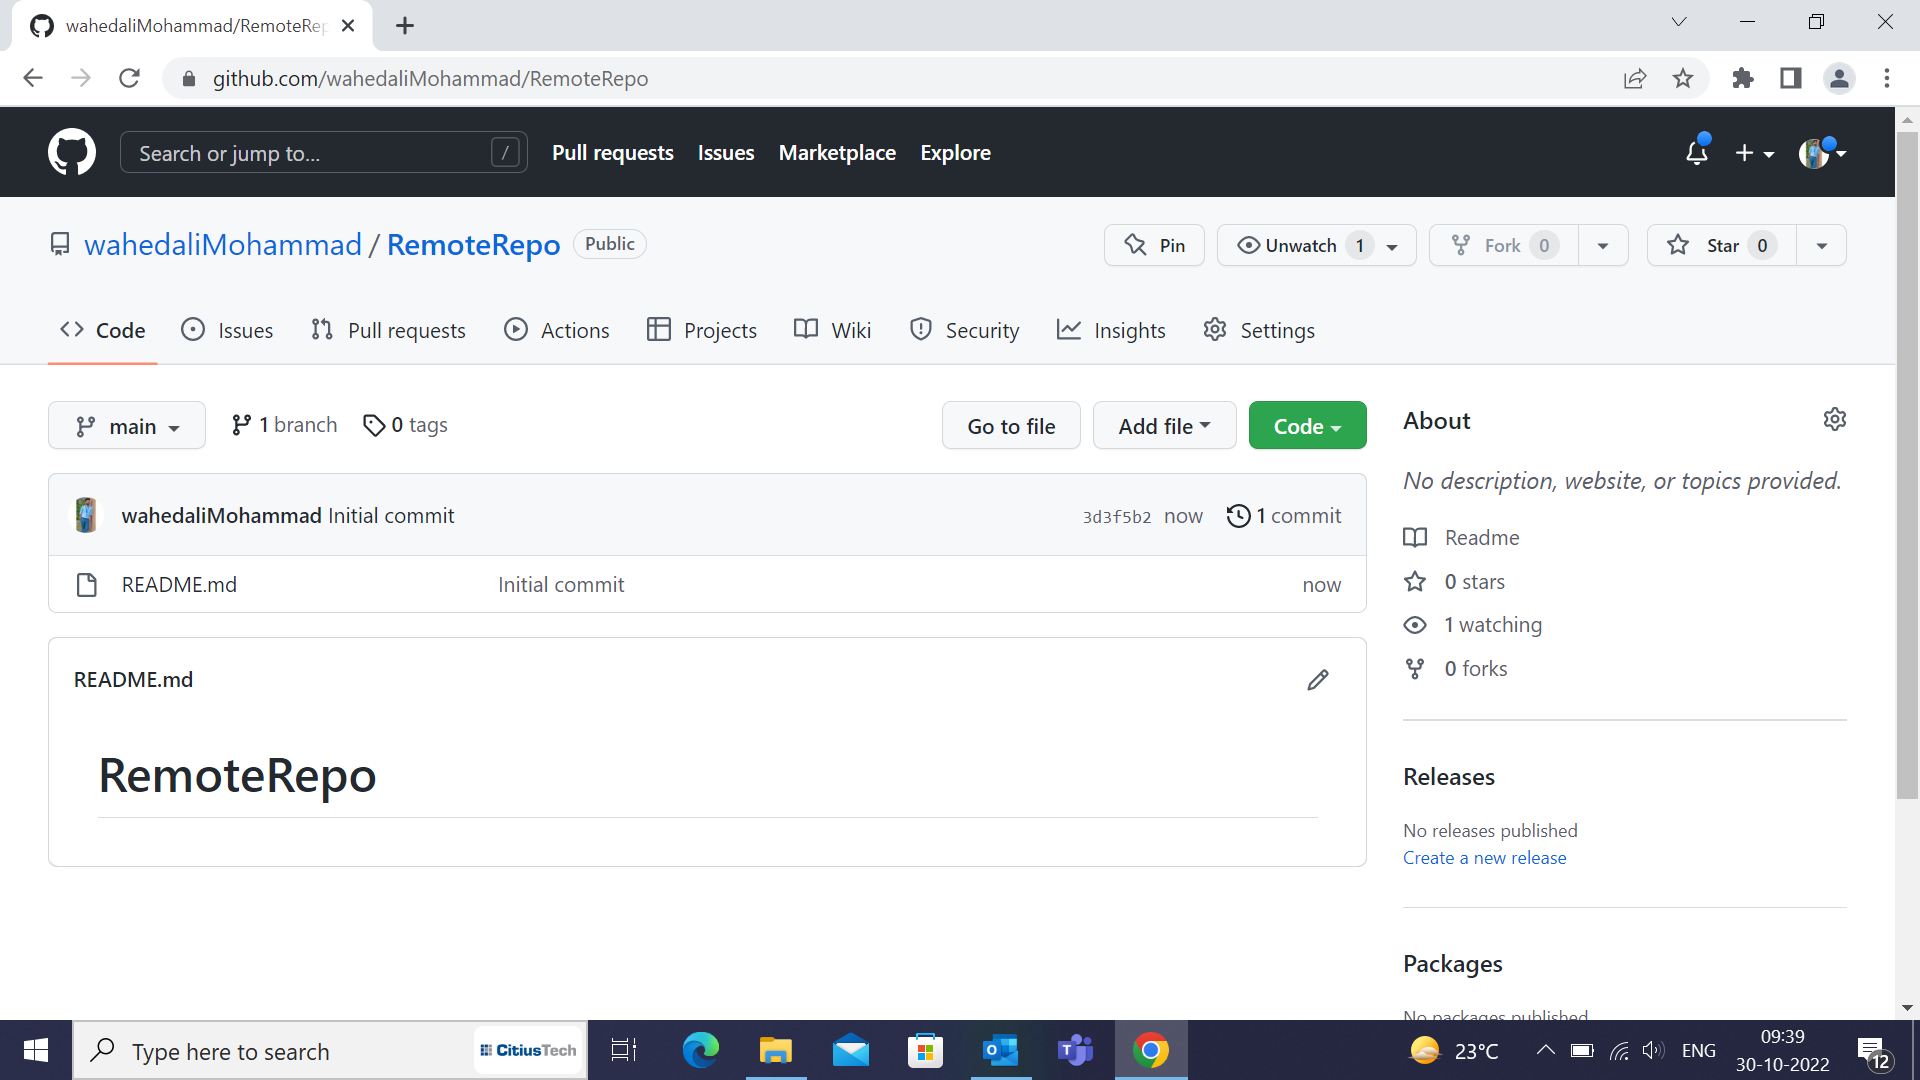 wahedaliMohammad/RemoteRep
github.com/wahedaliMohammad/RemoteRepo
Search or jump to... /
Pull requests Issues Marketplace Explore
wahedaliMohammad / RemoteRepo Public
Pin Unwatch 1 Fork 0 Star 0
Code Issues Pull requests Actions Projects Wiki Security Insights Settings
main 1 branch 0 tags Go to file Add file Code
wahedaliMohammad Initial commit 3d3f5b2 now 1 commit
README.md Initial commit now
README.md
RemoteRepo
About
No description, website, or topics provided.
Readme
0 stars
1 watching
0 forks
Releases
No releases published
Create a new release
Packages
No packages published
Type here to search CitiusTech
23°C ENG 09:39
30-10-2022 12